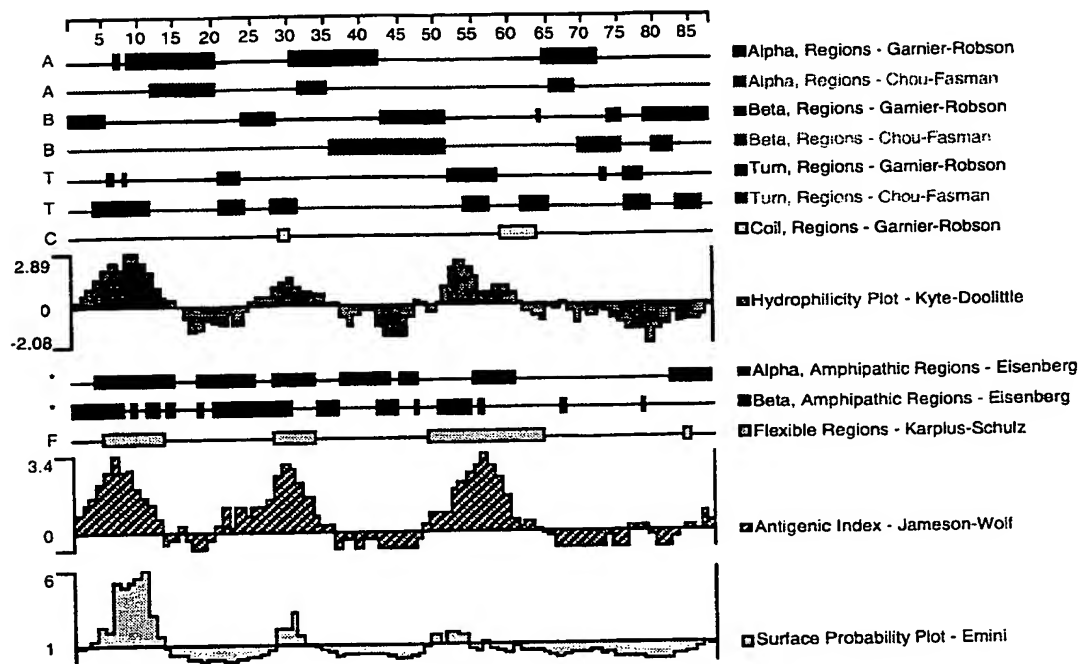 5 10 15 20 25 30 35 40 45 50 55 60 65 70 75 80 85
A Alpha, Regions - Garnier-Robson
A Alpha, Regions - Chou-Fasman
B Beta, Regions - Garnier-Robson
B Beta, Regions - Chou-Fasman
T Turn, Regions - Garnier-Robson
T Turn, Regions - Chou-Fasman
C Coil, Regions - Garnier-Robson
2.89
0 Hydrophilicity Plot - Kyte-Doolittle
-2.08
* Alpha, Amphipathic Regions - Eisenberg
* Beta, Amphipathic Regions - Eisenberg
F Flexible Regions - Karplus-Schulz
3.4
0 Antigenic Index - Jameson-Wolf
6
1 Surface Probability Plot - Emini